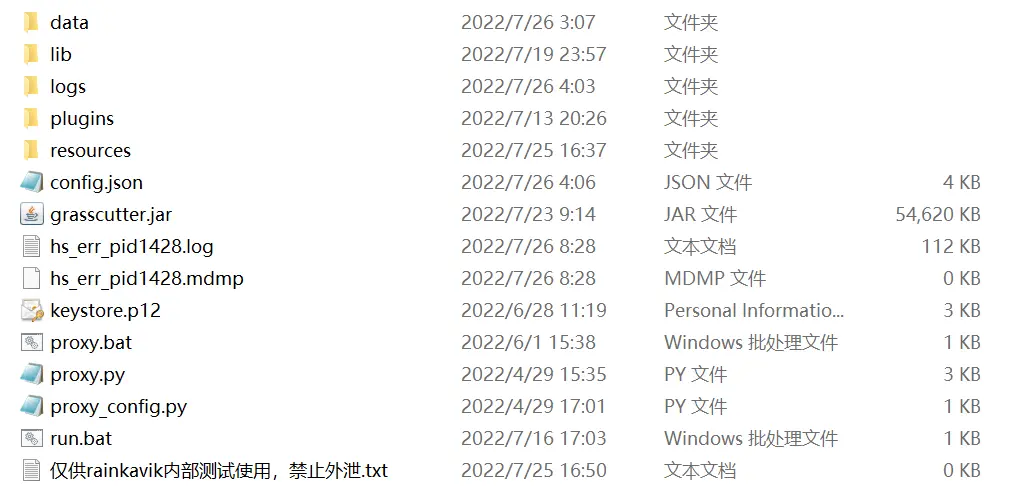 data 2022/7/26 3:07 文件夹
lib 2022/7/19 23:57 文件夹
logs 2022/7/26 4:03 文件夹
plugins 2022/7/13 20:26 文件夹
resources 2022/7/25 16:37 文件夹
config.json 2022/7/26 4:06 JSON 文件 4 KB
grasscutter.jar 2022/7/23 9:14 JAR 文件 54,620 KB
hs_err_pid1428.log 2022/7/26 8:28 文本文档 112 KB
hs_err_pid1428.mdmp 2022/7/26 8:28 MDMP 文件 0 KB
keystore.p12 2022/6/28 11:19 Personal Informatio... 3 KB
proxy.bat 2022/6/1 15:38 Windows 批处理文件 1 KB
proxy.py 2022/4/29 15:35 PY 文件 3 KB
proxy_config.py 2022/4/29 17:01 PY 文件 1 KB
run.bat 2022/7/16 17:03 Windows 批处理文件 1 KB
仅供rainkavik内部测试使用，禁止外泄.txt 2022/7/25 16:50 文本文档 0 KB